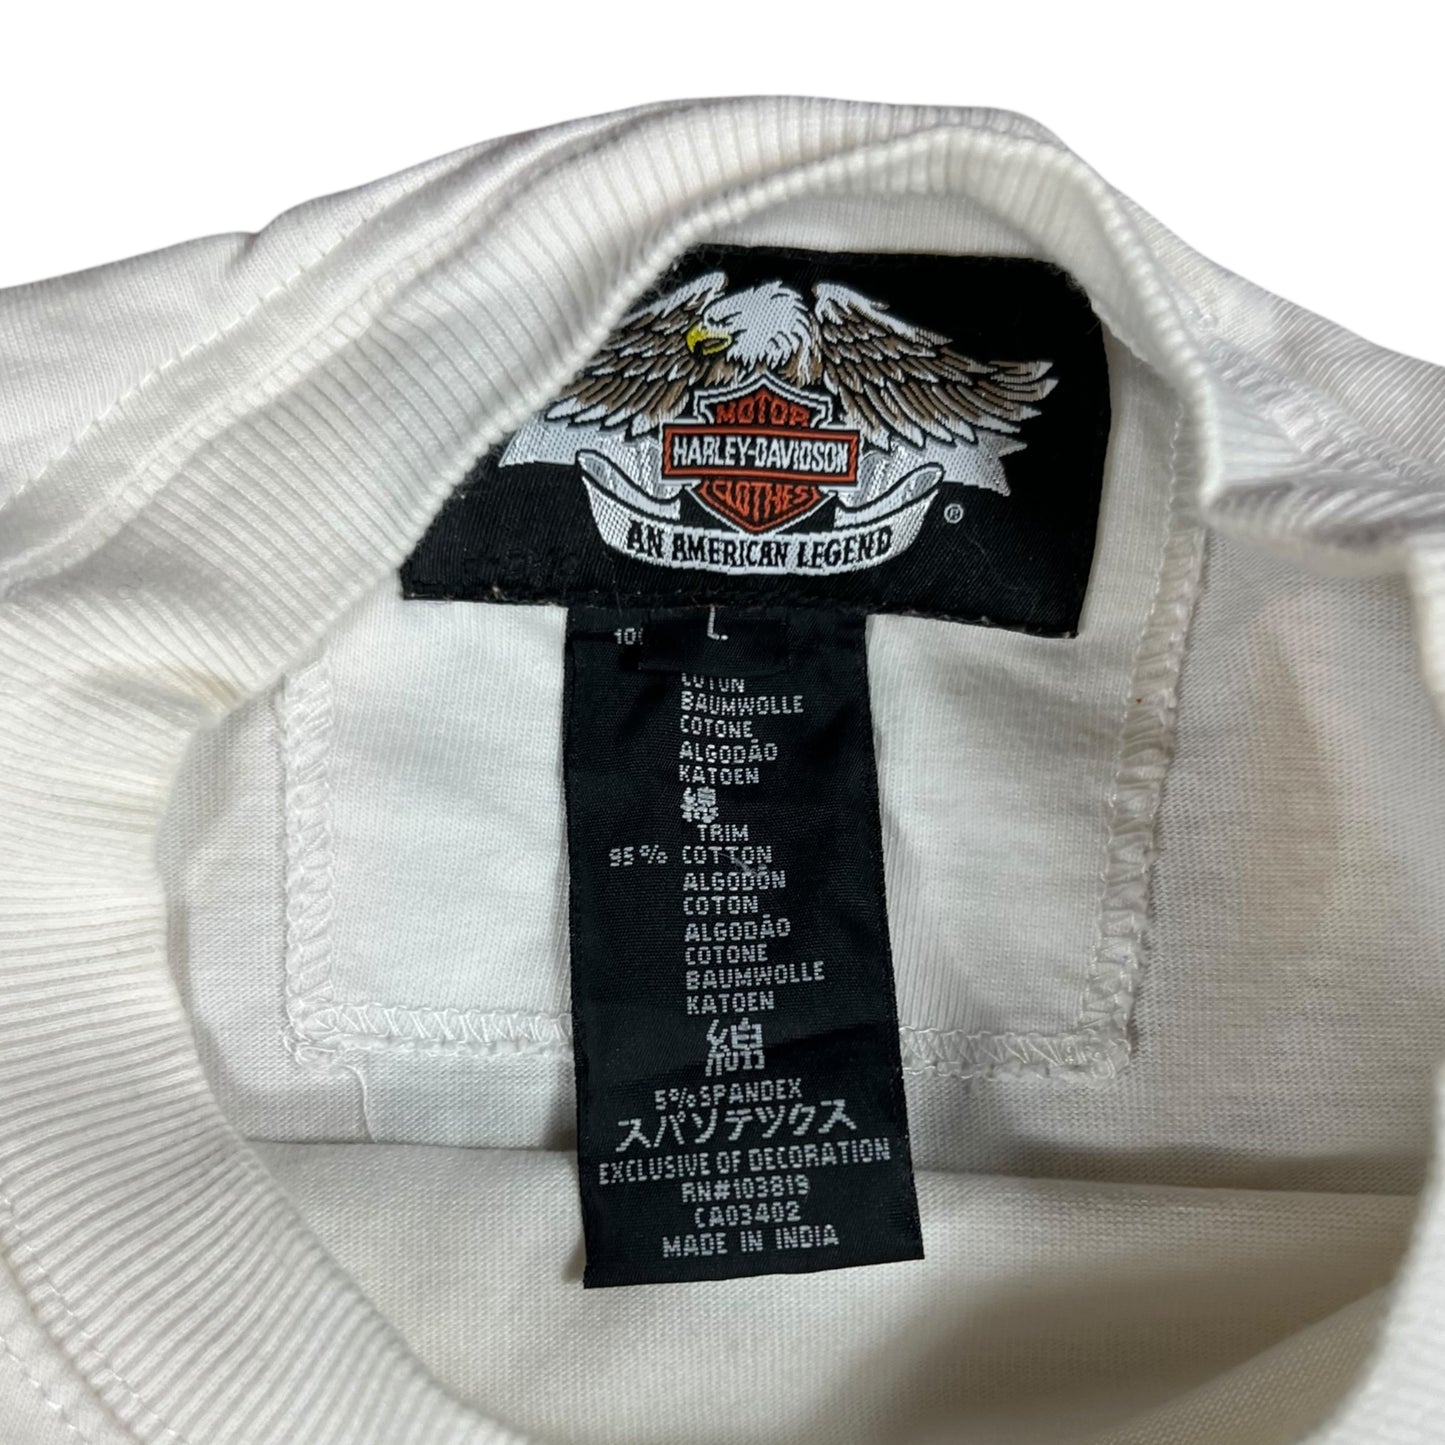 MOTOR
HARLEY-DAVIDSON
CLOTHES
AN AMERICAN LEGEND
®
L
COTON
BAUMWOLLE
COTONE
ALGODÃO
KATOEN
綿
TRIM
95% COTTON
ALGODÓN
COTON
ALGODÃO
COTONE
BAUMWOLLE
KATOEN
綿
5% SPANDEX
スパンデックス
EXCLUSIVE OF DECORATION
RN#103819
CA03402
MADE IN INDIA